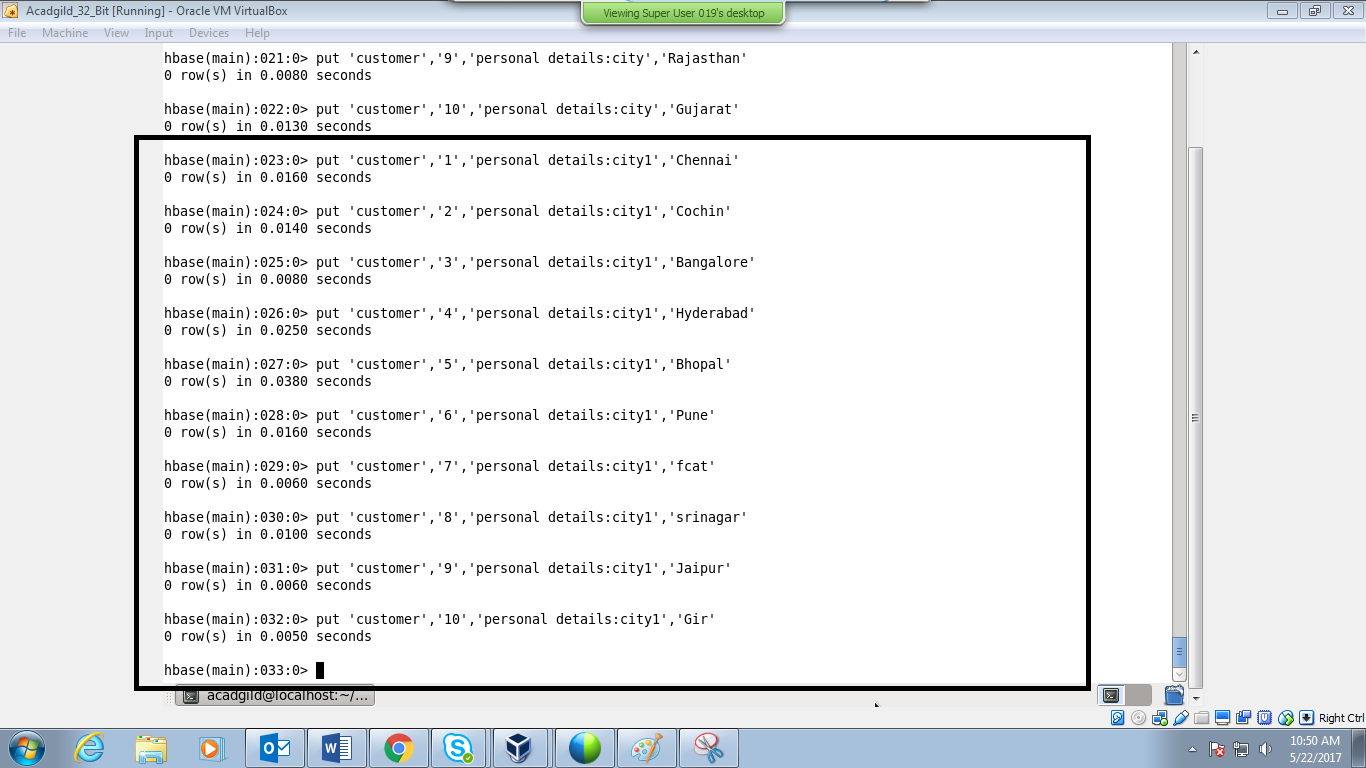 Acadgild_32_Bit [Running] - Oracle VM VirtualBox
Viewing Super User 019's desktop
File Machine View Input Devices Help
hbase(main):021:0> put 'customer','9','personal details:city','Rajasthan'
0 row(s) in 0.0080 seconds
hbase(main):022:0> put 'customer','10','personal details:city','Gujarat'
0 row(s) in 0.0130 seconds
hbase(main):023:0> put 'customer','1','personal details:city1','Chennai'
0 row(s) in 0.0160 seconds
hbase(main):024:0> put 'customer','2','personal details:city1','Cochin'
0 row(s) in 0.0140 seconds
hbase(main):025:0> put 'customer','3','personal details:city1','Bangalore'
0 row(s) in 0.0080 seconds
hbase(main):026:0> put 'customer','4','personal details:city1','Hyderabad'
0 row(s) in 0.0250 seconds
hbase(main):027:0> put 'customer','5','personal details:city1','Bhopal'
0 row(s) in 0.0380 seconds
hbase(main):028:0> put 'customer','6','personal details:city1','Pune'
0 row(s) in 0.0160 seconds
hbase(main):029:0> put 'customer','7','personal details:city1','fcat'
0 row(s) in 0.0060 seconds
hbase(main):030:0> put 'customer','8','personal details:city1','srinagar'
0 row(s) in 0.0100 seconds
hbase(main):031:0> put 'customer','9','personal details:city1','Jaipur'
0 row(s) in 0.0060 seconds
hbase(main):032:0> put 'customer','10','personal details:city1','Gir'
0 row(s) in 0.0050 seconds
hbase(main):033:0>
acadgild@localhost:~/...
Right Ctrl
10:50 AM
5/22/2017